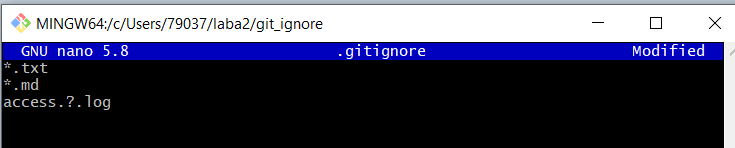 MINGW64:/c/Users/79037/laba2/git_ignore
GNU nano 5.8 .gitignore Modified
*.txt
*.md
access.?.log